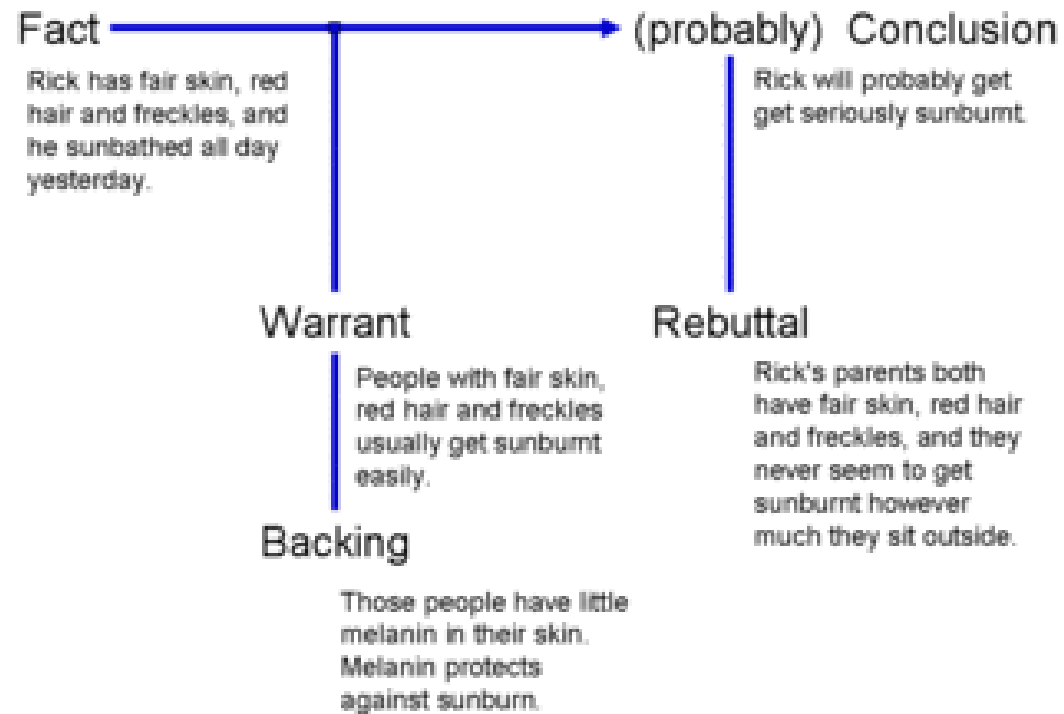 Fact
(probably) Conclusion
Rick has fair skin, red
hair and freckles, and
he sunbathed all day
yesterday.
Rick will probably get
get seriously sunburnt.
Warrant
People with fair skin,
red hair and freckles
usually get sunburnt
easily.
Rebuttal
Rick's parents both
have fair skin, red hair
and freckles, and they
never seem to get
sunburnt however
much they sit outside.
Backing
Those people have little
melanin in their skin.
Melanin protects
against sunburn.